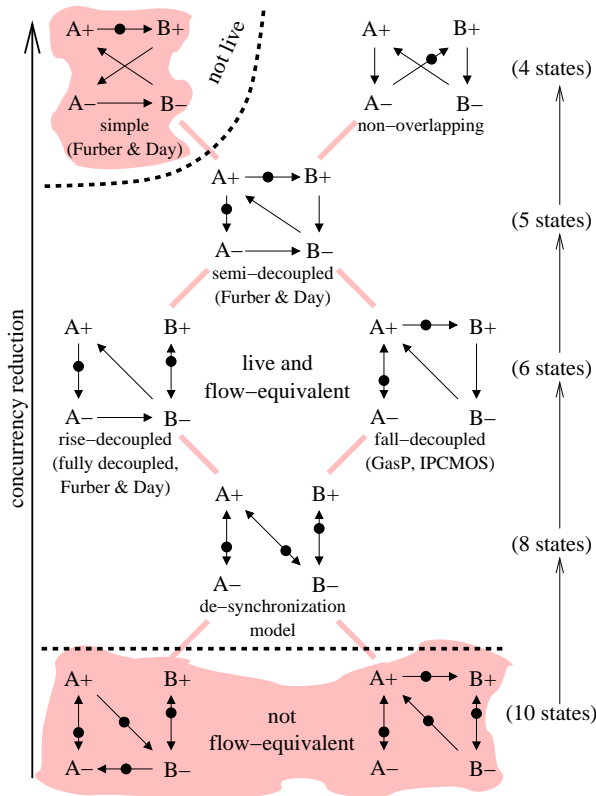 A+ B+
A− B−
simple
(Furber & Day)
not live
A+ B+
A− B−
non−overlapping
(4 states)
A+ B+
A− B−
semi−decoupled
(Furber & Day)
(5 states)
A+ B+
A− B−
rise−decoupled
(fully decoupled,
Furber & Day)
live and
flow−equivalent
A+ B+
A− B−
fall−decoupled
(GasP, IPCMOS)
(6 states)
A+ B+
A− B−
de−synchronization
model
(8 states)
A+ B+
A− B−
not
flow−equivalent
A+ B+
A− B−
(10 states)
concurrency reduction